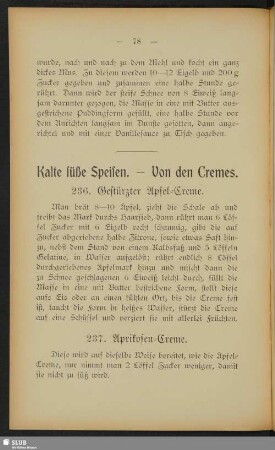 — 78 —
wurde, nach und nach zu dem Mehl und kocht ein ganz
dickes Mus. Zu diesem werden 10—12 Eigelb und 200 g
Zucker gegeben und zusammen eine halbe Stunde ge-
rührt. Dann wird der steife Schnee von 8 Eiweiß lang-
sam darunter gezogen, die Masse in eine mit Butter aus-
gestrichene Puddingform gefüllt, eine halbe Stunde vor
dem Anrichten langsam im Dunste gesotten, dann ange-
richtet und mit einer Vanillesauce zu Tisch gegeben.
Kalte süße Speisen. — Von den Cremes.
236. Gestürzter Apfel-Creme.
Man brät 8—10 Äpfel, zieht die Schale ab und
treibt das Mark durchs Haarsieb, dann rührt man 6 Löf-
fel Zucker mit 6 Eigelb recht schaumig, gibt die auf
Zucker abgeriebene halbe Zitrone, sowie etwas Saft hin-
zu, nebst dem Stand von einem Kalbsfuß und 5 Löffeln
Gelatine, in Wasser aufgelöst; rührt endlich 8 Löffel
durchgetriebenes Apfelmark hinzu und mischt dann die
zu Schnee geschlagenen 6 Eiweiß leicht durch, füllt die
Masse in eine mit Butter bestrichene Form, stellt diese
aufs Eis oder an einen kühlen Ort, bis die Creme fest
ist, taucht die Form in heißes Wasser, stürzt die Creme
auf eine Schüssel und verziert sie mit allerlei Früchten.
237. Aprikosen-Creme.
Diese wird auf dieselbe Weise bereitet, wie die Apfel-
Creme, nur nimmt man 2 Löffel Zucker weniger, damit
sie nicht zu süß wird.
SLUB